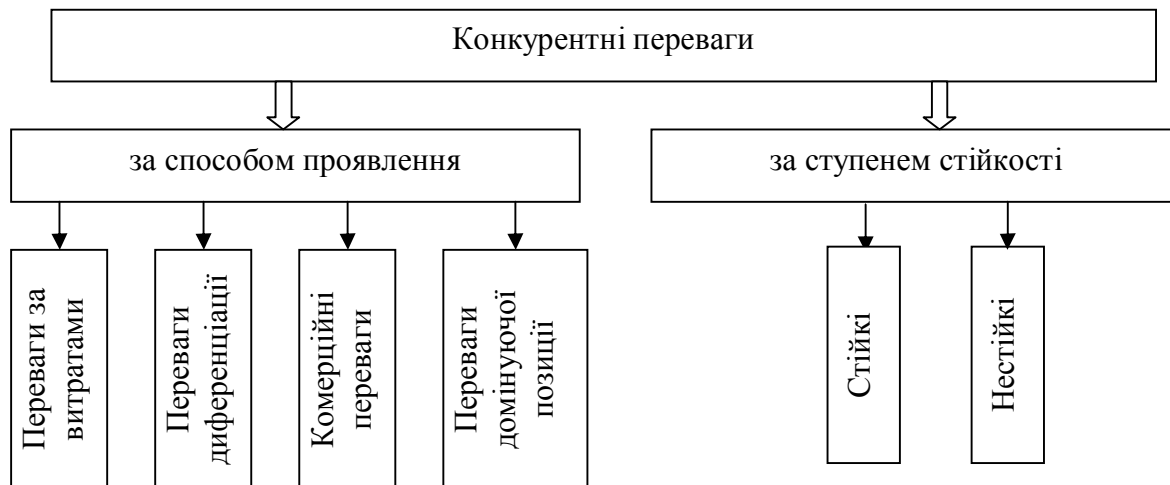 Конкурентні переваги
за способом проявлення
за ступенем стійкості
Переваги за
витратами
Переваги
диференціації
Комерційні
переваги
Переваги
домінуючої
позиції
Стійкі
Нестійкі